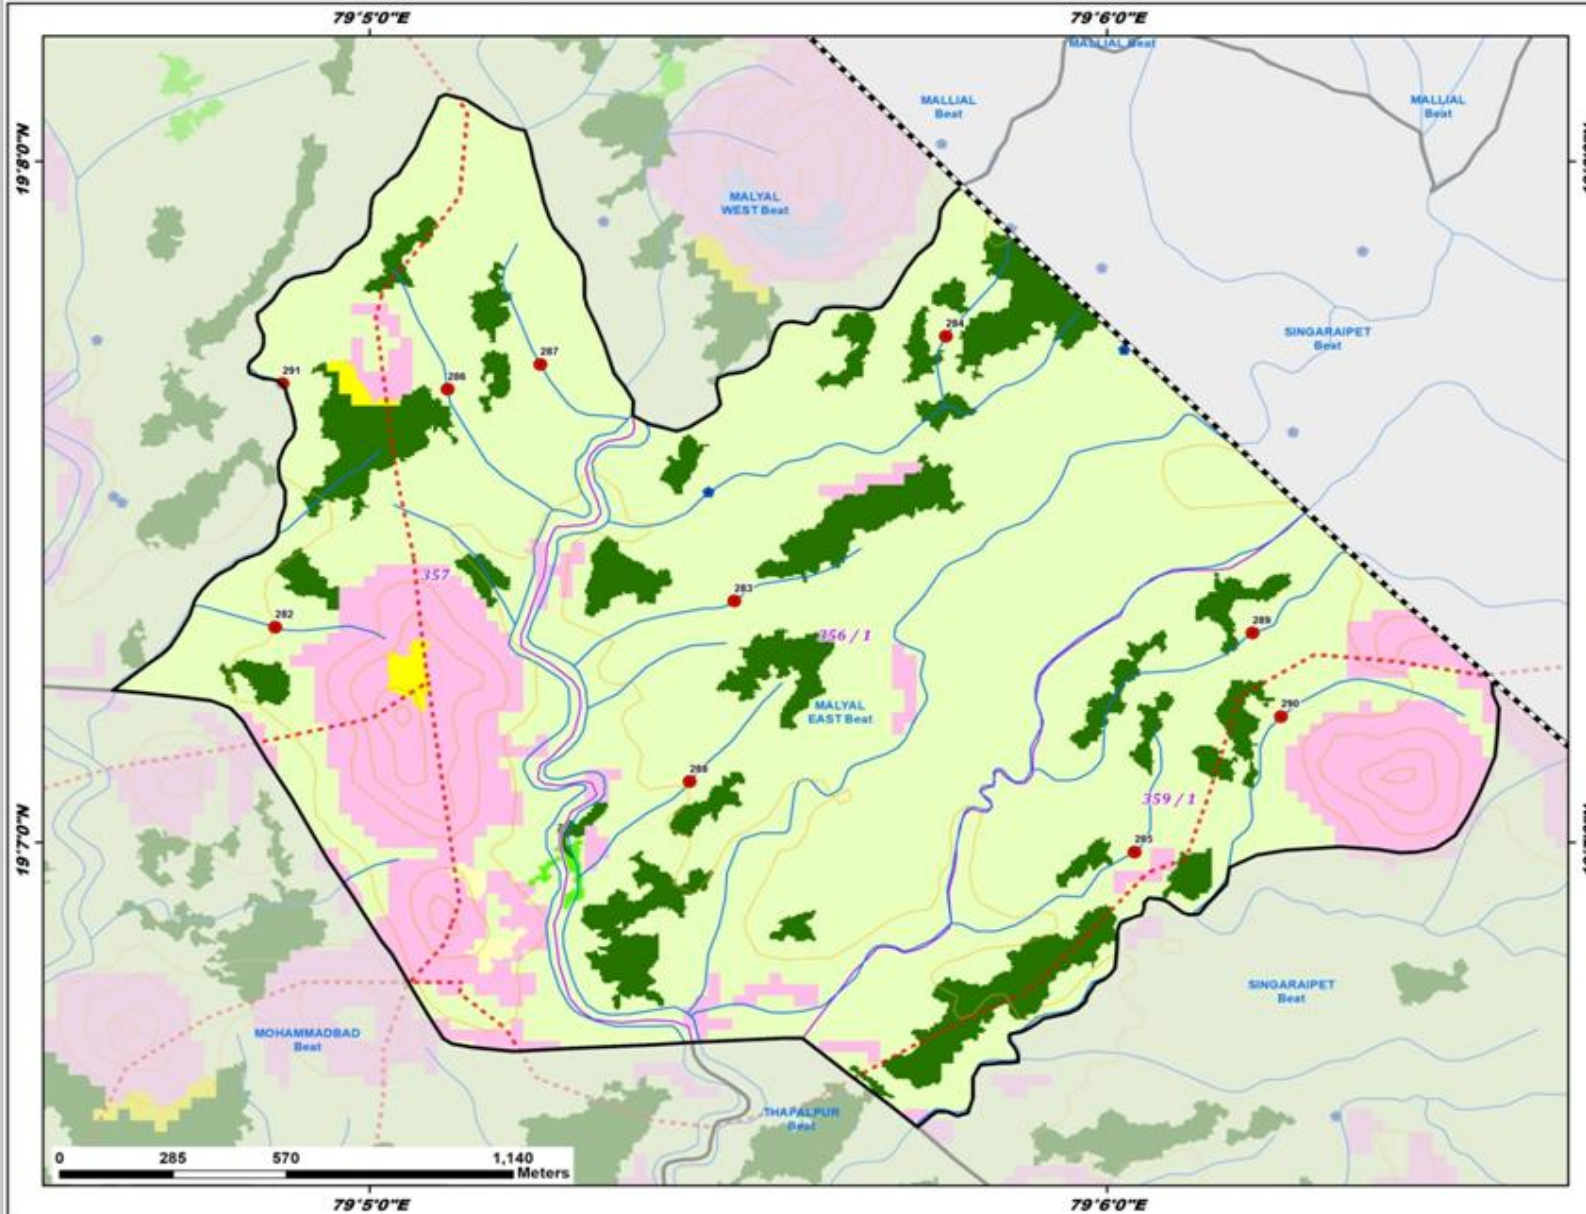 79°5'0"E
79°6'0"E
MALLIAL Beat
MALLIAL
Beat
MALLIAL
Beat
19°8'0"N
MALYAL
WEST Beat
SINGARAIPET
Beat
284
287
291
286
357
283
282
289
356 / 1
290
MALYAL
EAST Beat
288
359 / 1
19°7'0"N
285
SINGARAIPET
Beat
MOHAMMADBAD
Beat
THAPALPUR
Beat
0 285 570 1,140
Meters
79°5'0"E
79°6'0"E